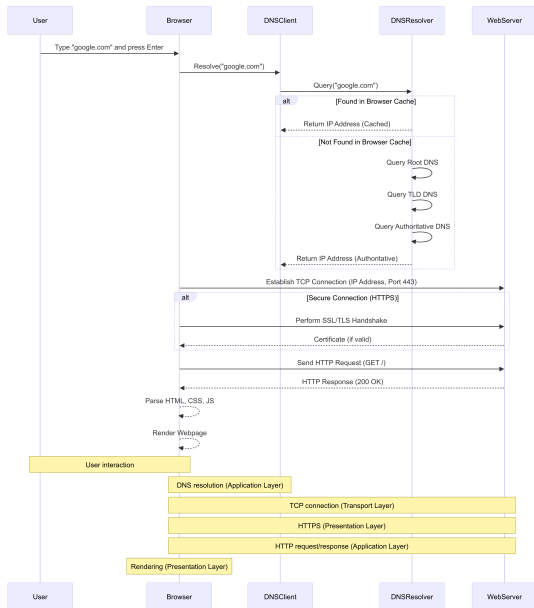 User Browser DNSClient DNSResolver WebServer
Type "google.com" and press Enter
Resolve("google.com")
Query("google.com")
alt [Found in Browser Cache]
Return IP Address (Cached)
[Not Found in Browser Cache]
Query Root DNS
Query TLD DNS
Query Authoritative DNS
Return IP Address (Authoritative)
Establish TCP Connection (IP Address, Port 443)
alt [Secure Connection (HTTPS)]
Perform SSL/TLS Handshake
Certificate (if valid)
Send HTTP Request (GET /)
HTTP Response (200 OK)
Parse HTML, CSS, JS
Render Webpage
User interaction
DNS resolution (Application Layer)
TCP connection (Transport Layer)
HTTPS (Presentation Layer)
HTTP request/response (Application Layer)
Rendering (Presentation Layer)
User Browser DNSClient DNSResolver WebServer